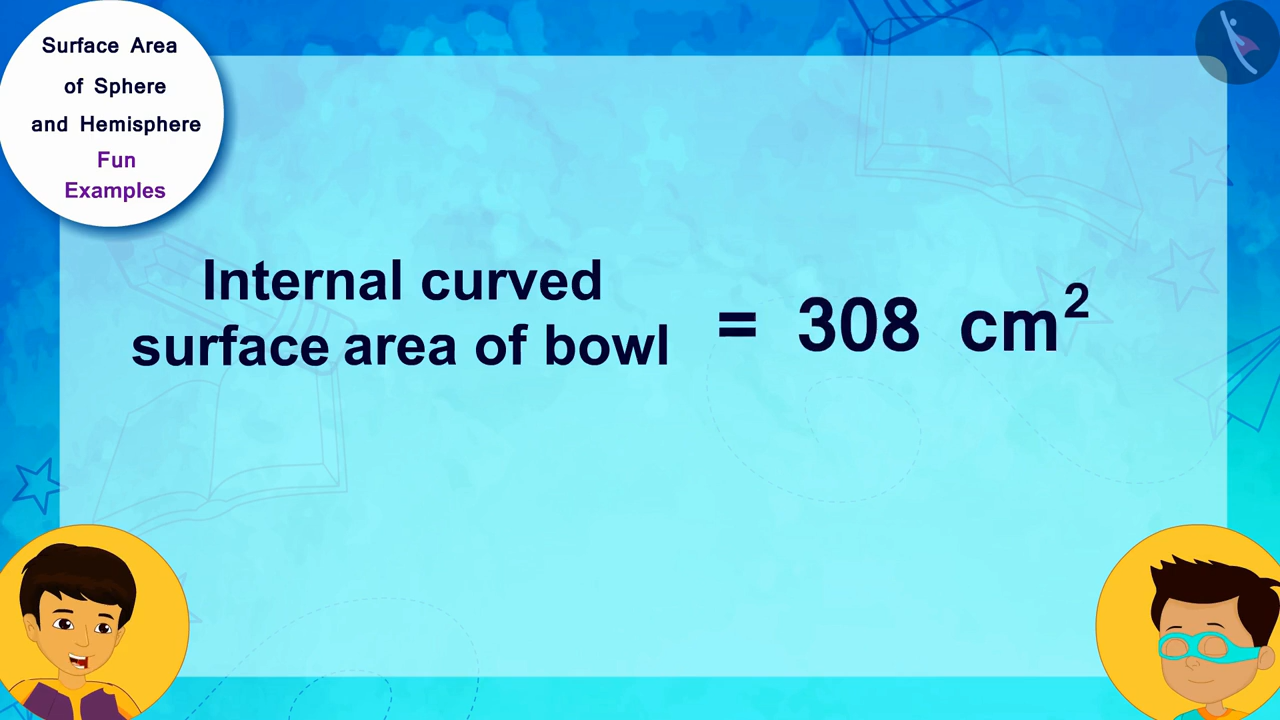 Surface Area
of Sphere
and Hemisphere
Fun
Examples
Internal curved
surface area of bowl
= 308 cm²